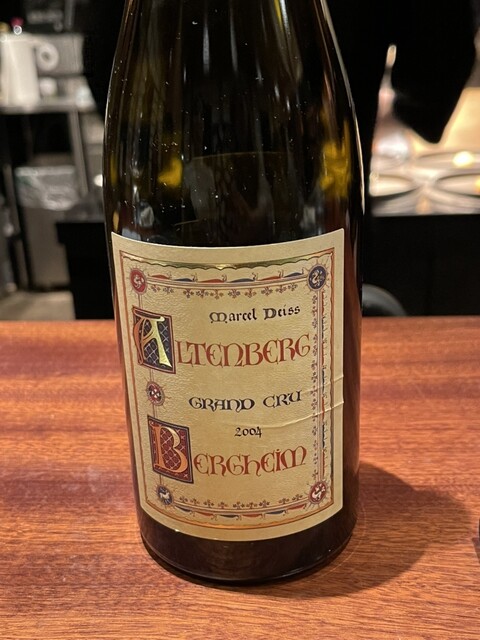 Marcel Deiss
ALTENBERG
GRAND CRU
2004
BERGHEIM